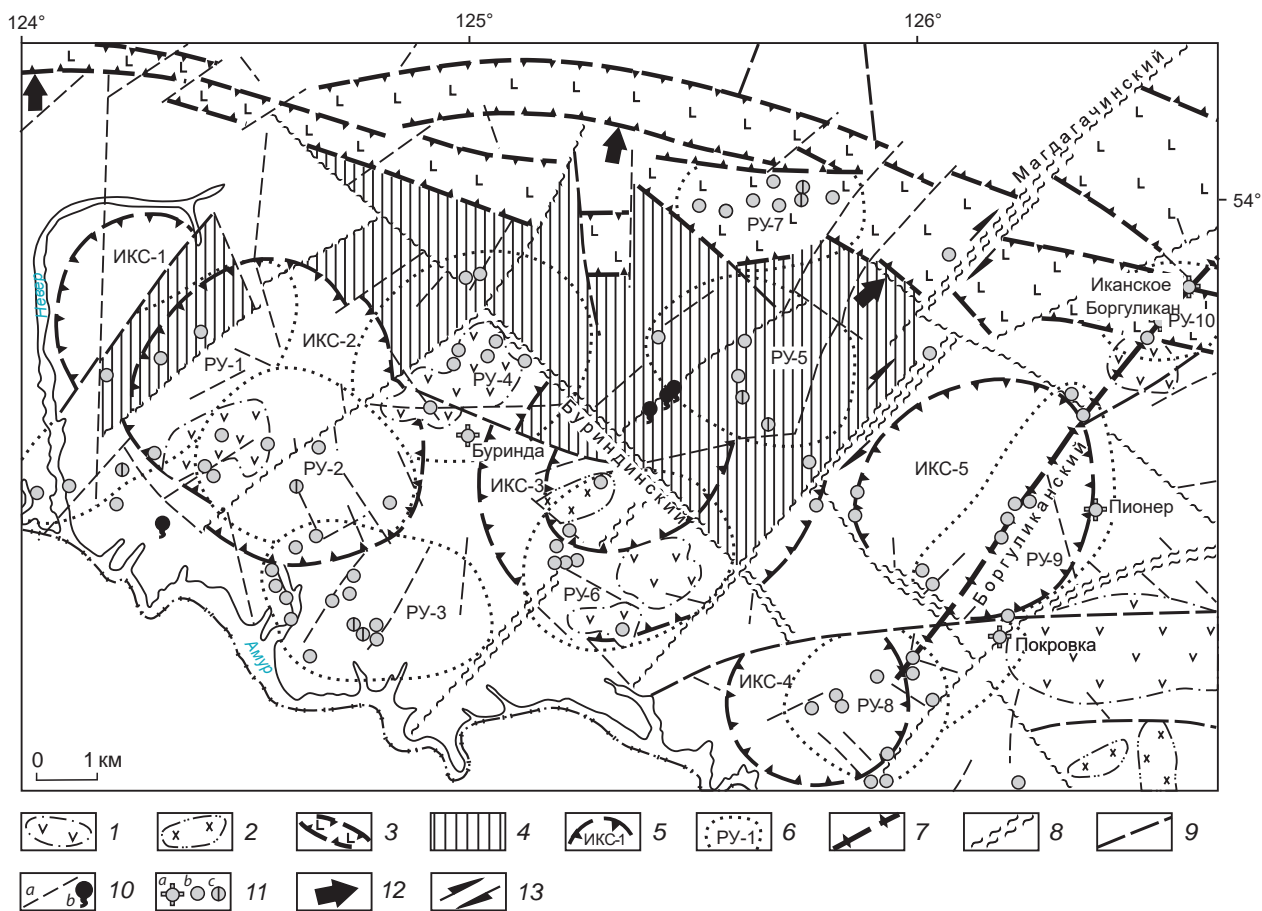 124°
125°
126°
Магдагачинский
54°
РУ-7
ИКС-1
Невер
Иканское
Боргуликан
РУ-10
РУ-1
ИКС-2
РУ-5
РУ-4
Буриндинский
Буринда
РУ-2
ИКС-3
ИКС-5
Пионер
Боргуликанский
РУ-9
РУ-3
РУ-6
Амур
Покровка
ИКС-4
РУ-8
0 1 км
1
2
L L 3
4
ИКС-1 5
РУ-1 6
7
8
9
a b 10
a b c 11
12
13